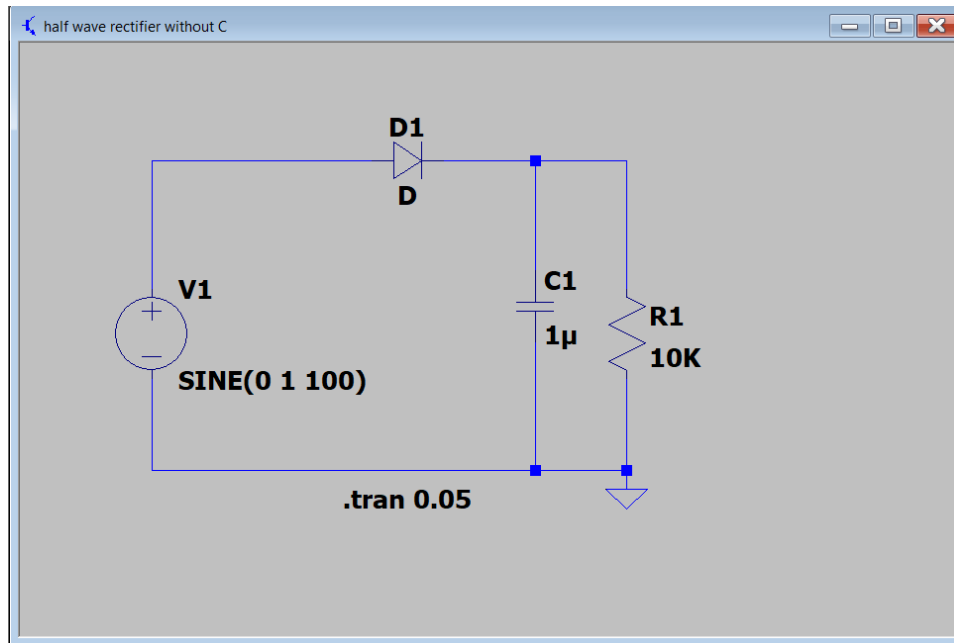 half wave rectifier without C
D1
D
V1
SINE(0 1 100)
C1
1µ
R1
10K
.tran 0.05